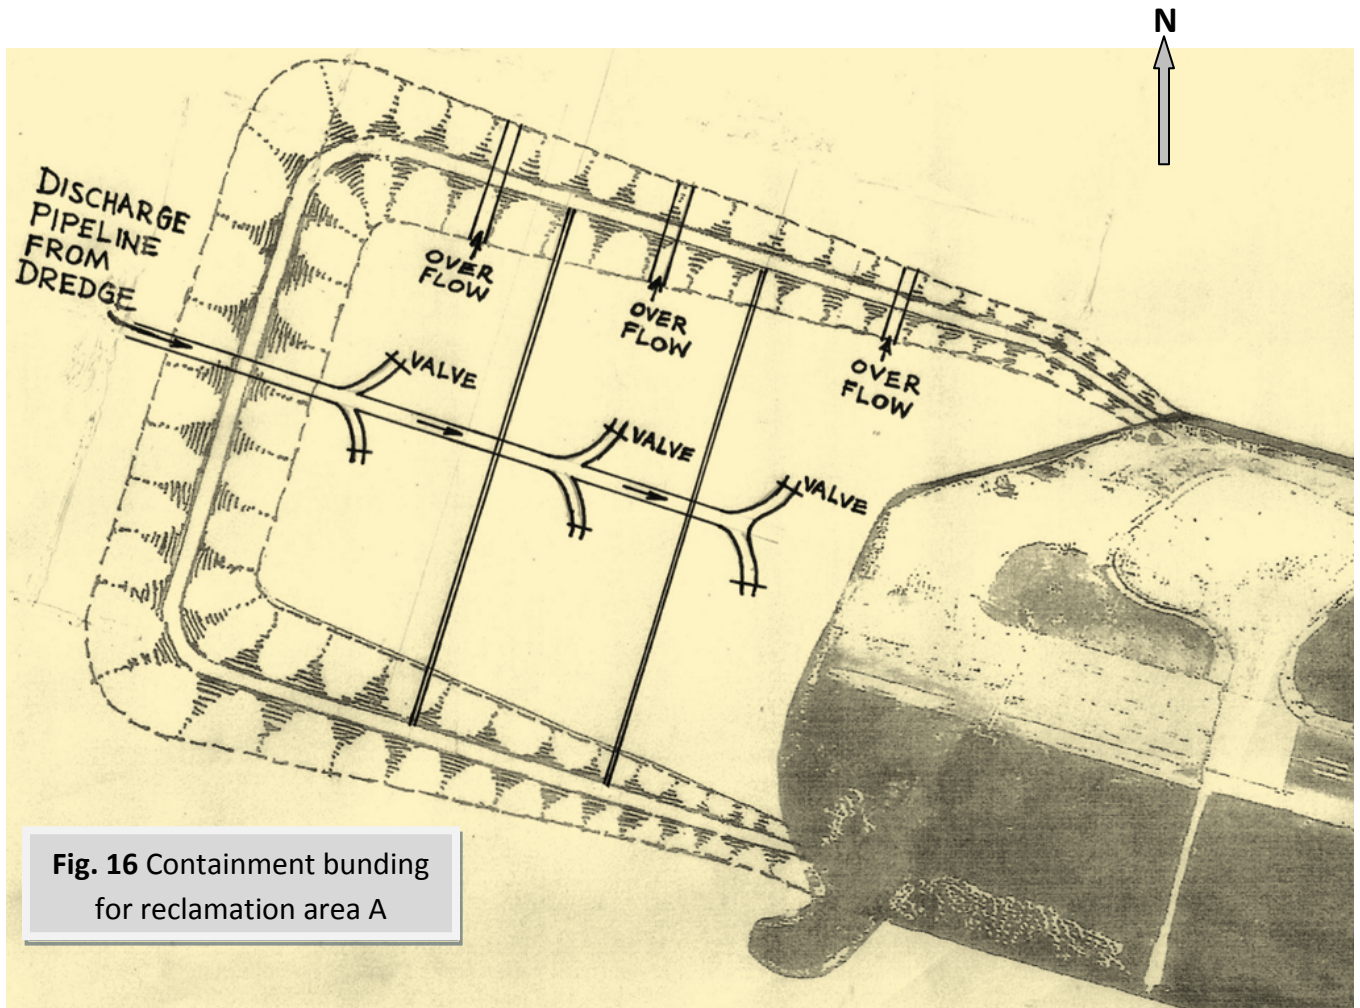 N
DISCHARGE
PIPELINE
FROM
DREDGE
OVER
FLOW
OVER
FLOW
OVER
FLOW
VALVE
VALVE
VALVE
Fig. 16 Containment bunding
for reclamation area A